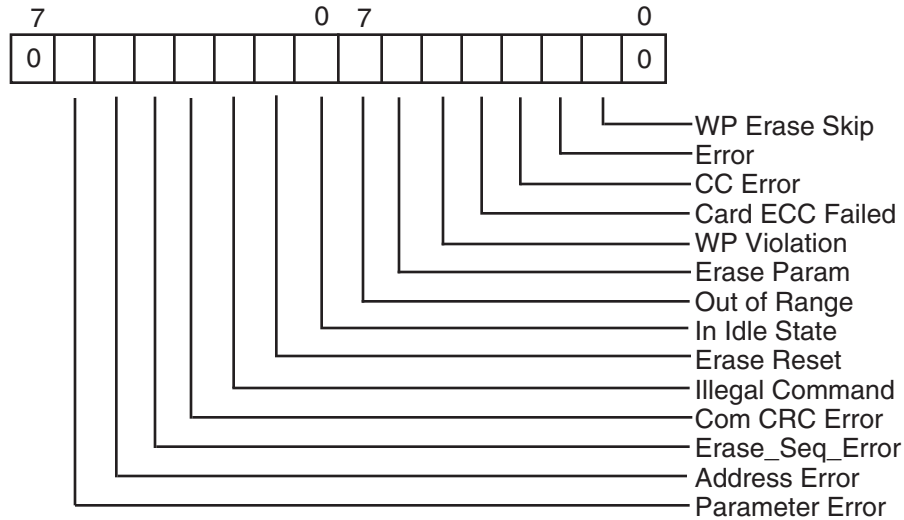 7 0 7 0
0 0
WP Erase Skip
Error
CC Error
Card ECC Failed
WP Violation
Erase Param
Out of Range
In Idle State
Erase Reset
Illegal Command
Com CRC Error
Erase_Seq_Error
Address Error
Parameter Error